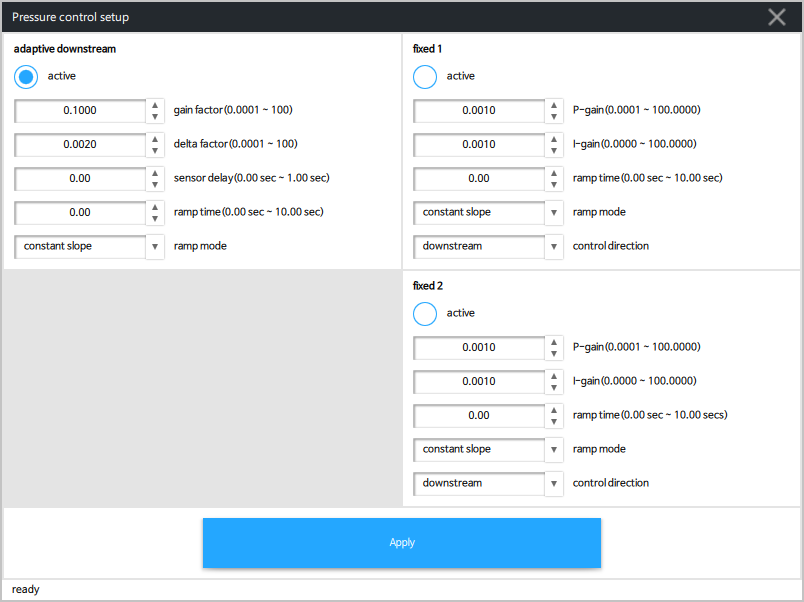 Pressure control setup
adaptive downstream
active
0.1000 gain factor(0.0001 ~ 100)
0.0020 delta factor(0.0001 ~ 100)
0.00 sensor delay(0.00 sec ~ 1.00 sec)
0.00 ramp time(0.00 sec ~ 10.00 sec)
constant slope ramp mode
fixed 1
active
0.0010 P-gain(0.0001 ~ 100.0000)
0.0010 I-gain(0.0000 ~ 100.0000)
0.00 ramp time(0.00 sec ~ 10.00 sec)
constant slope ramp mode
downstream control direction
fixed 2
active
0.0010 P-gain(0.0001 ~ 100.0000)
0.0010 I-gain(0.0000 ~ 100.0000)
0.00 ramp time(0.00 sec ~ 10.00 secs)
constant slope ramp mode
downstream control direction
Apply
ready